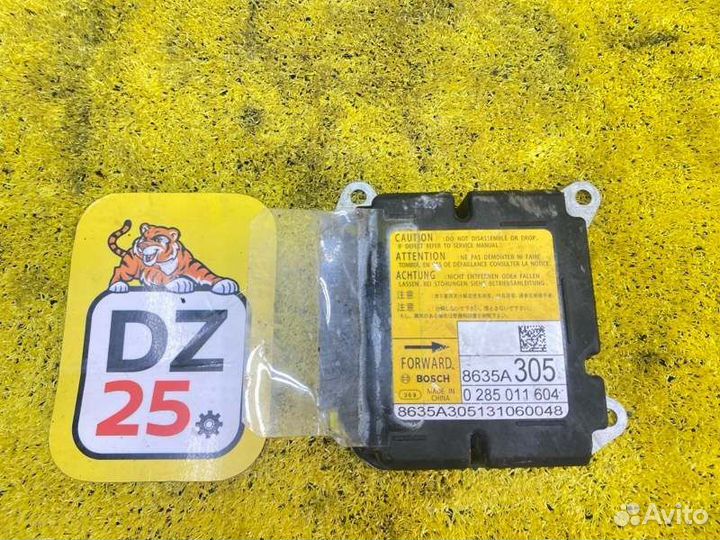 DZ
25
CAUTION : DO NOT DISASSEMBLE OR DROP.
IF DEFECT REFER TO SERVICE MANUAL.
ATTENTION : NE PAS DEMONTER NI FAIRE
TOMBER. EN CAS DE DEFAILLANCE CONSULTER LA NOTICE.
ACHTUNG : NICHT ENTFERNEN ODER FALLEN
LASSEN. BEI STÖRUNGEN SIEHE BETRIEBSANLEITUNG.
注意
注意
FORWARD
BOSCH
8635A 305
369
MADE IN
CHINA
0 285 011 604
8635A305131060048
Avito